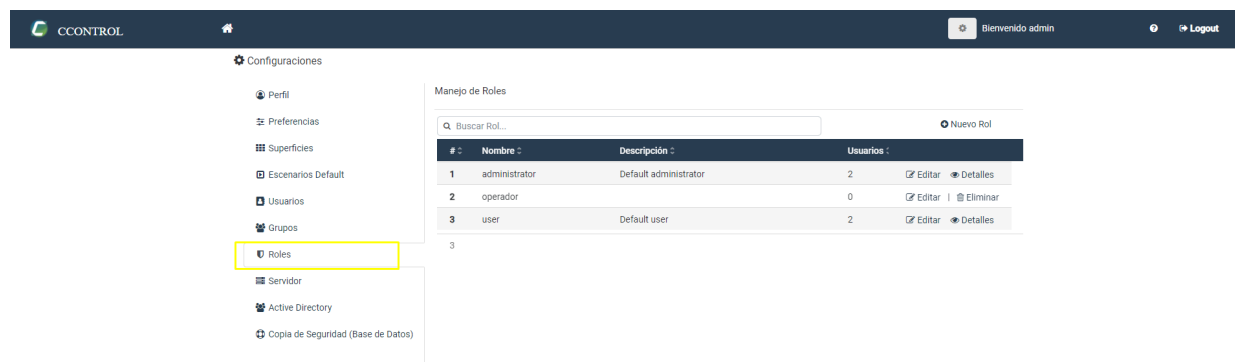 CCONTROL Bienvenido admin Logout
Configuraciones
Perfil
Preferencias
Superficies
Escenarios Default
Usuarios
Grupos
Roles
Servidor
Active Directory
Copia de Seguridad (Base de Datos)
Manejo de Roles
Buscar Rol... Nuevo Rol
# Nombre Descripción Usuarios
1 administrator Default administrator 2 Editar Detalles
2 operador 0 Editar | Eliminar
3 user Default user 2 Editar Detalles
3